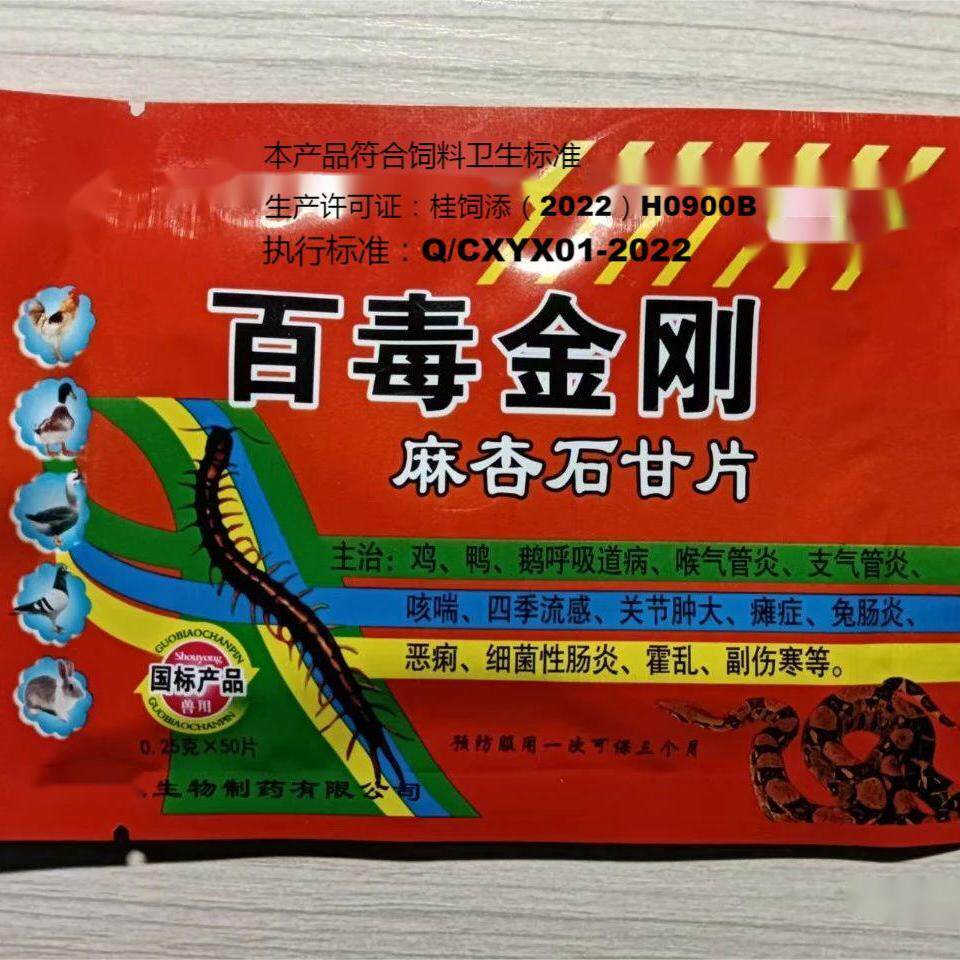 本产品符合饲料卫生标准
生产许可证：桂饲添（2022）H0900B
执行标准：Q/CXYX01-2022
百毒金刚
麻杏石甘片
主治：鸡、鸭、鹅呼吸道病、喉气管炎、支气管炎、
咳喘、四季流感、关节肿大、瘫症、兔肠炎、
恶痢、细菌性肠炎、霍乱、副伤寒等。
GUOBIAOCHANPIN
Shouyong
国标产品
兽用
GUOBIAOCHANPIN
0.25克×50片
预防服用一次可保三个月
生物制药有限公司